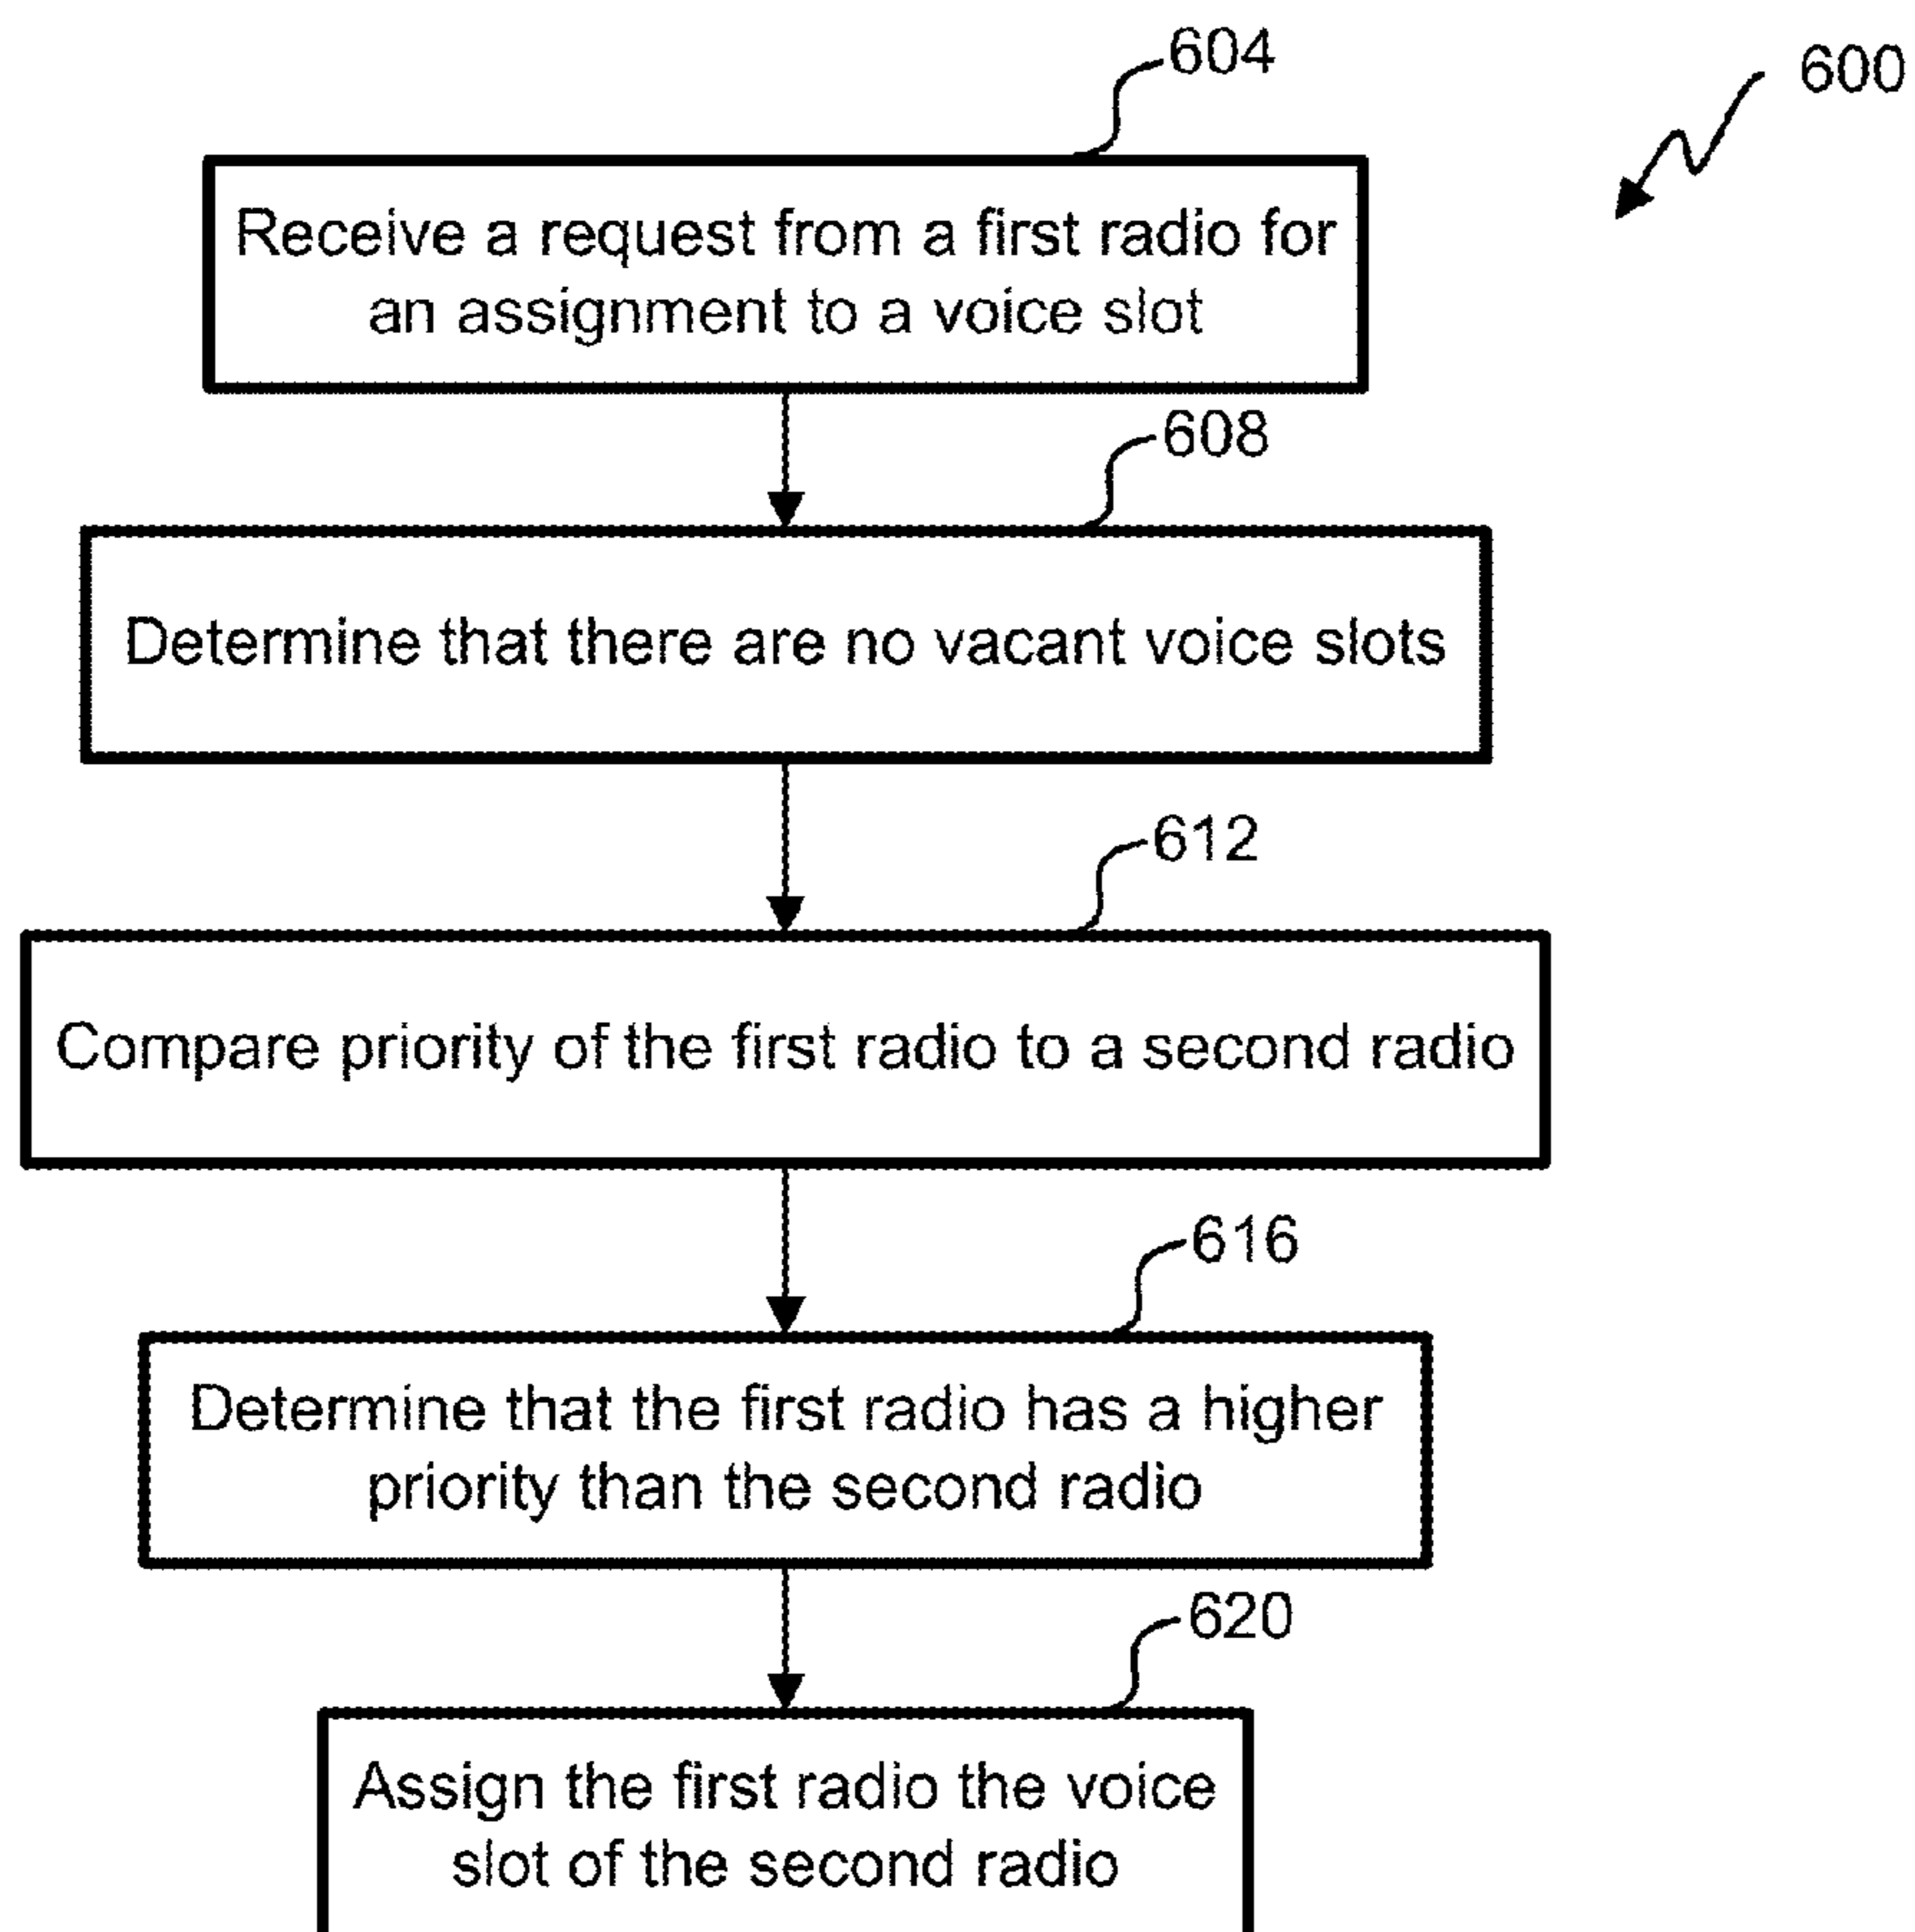 604
600
Receive a request from a first radio for
an assignment to a voice slot
608
Determine that there are no vacant voice slots
612
Compare priority of the first radio to a second radio
616
Determine that the first radio has a higher
priority than the second radio
620
Assign the first radio the voice
slot of the second radio